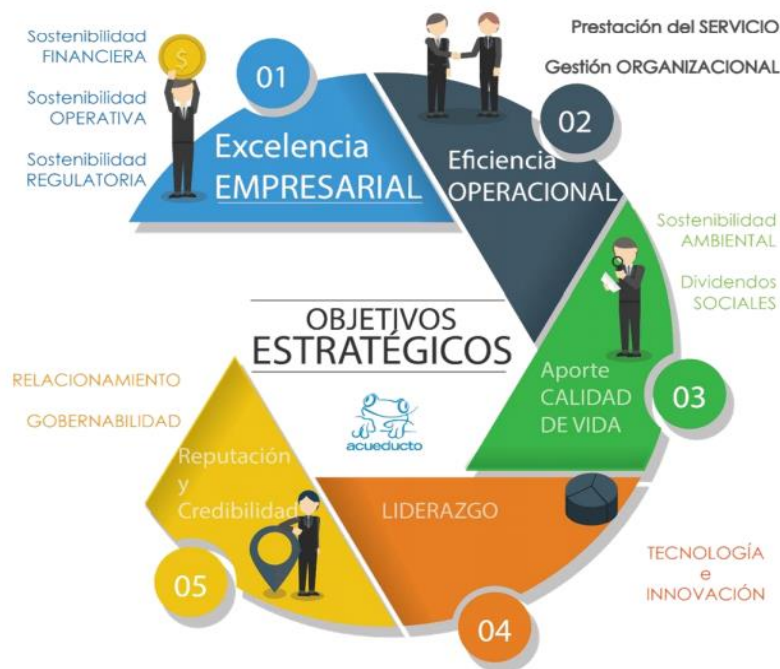 Sostenibilidad
FINANCIERA
Sostenibilidad
OPERATIVA
Sostenibilidad
REGULATORIA
$
01
Excelencia
EMPRESARIAL
Prestación del SERVICIO
Gestión ORGANIZACIONAL
02
Eficiencia
OPERACIONAL
Sostenibilidad
AMBIENTAL
Dividendos
SOCIALES
03
Aporte
CALIDAD
DE VIDA
OBJETIVOS
ESTRATÉGICOS
acueducto
LIDERAZGO
04
TECNOLOGÍA
e
INNOVACIÓN
RELACIONAMIENTO
GOBERNABILIDAD
Reputación
y
Credibilidad
05